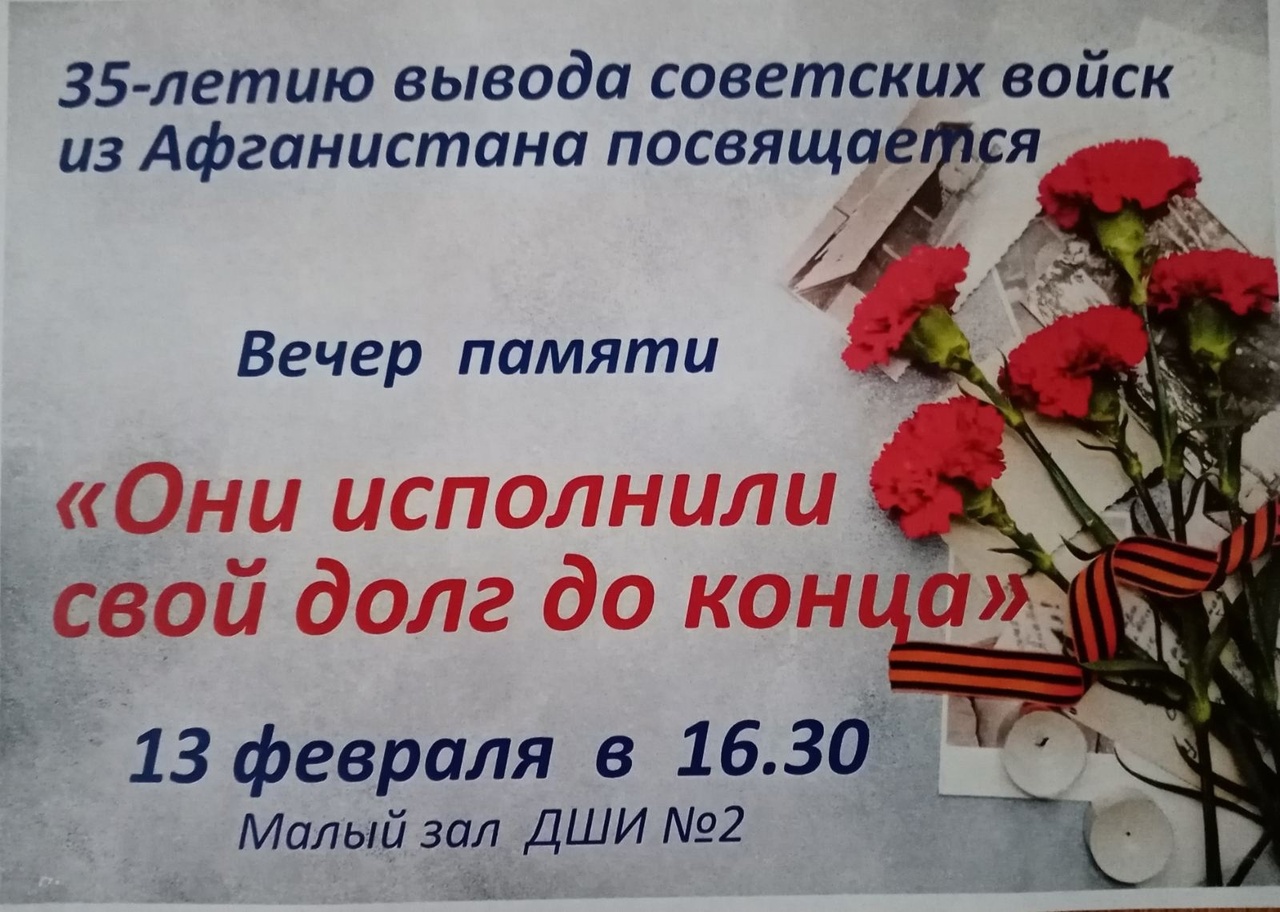 35-летию вывода советских войск
из Афганистана посвящается
Вечер памяти
«Они исполнили
свой долг до конца»
13 февраля в 16.30
Малый зал ДШИ №2